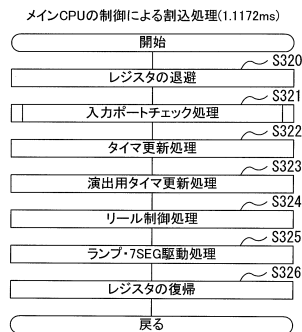 メインCPUの制御による割込処理(1.1172ms)
開始
S320
レジスタの退避
S321
入力ポートチェック処理
S322
タイマ更新処理
S323
演出用タイマ更新処理
S324
リール制御処理
S325
ランプ・7SEG駆動処理
S326
レジスタの復帰
戻る